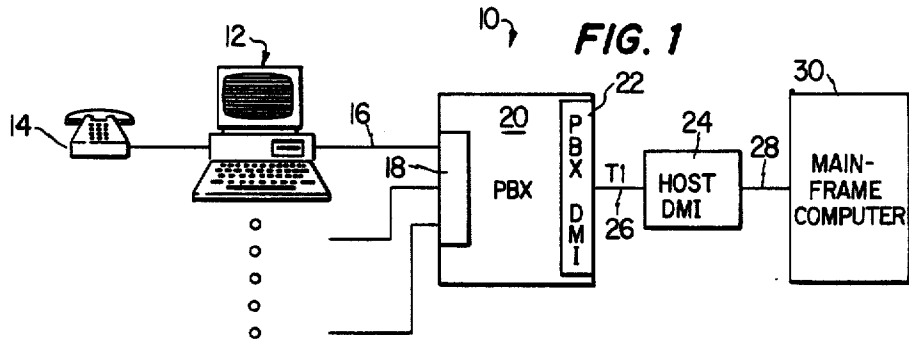 10
FIG. 1
12
14
16
18
20
PBX
22
PBX DMI
T1
26
24
HOST
DMI
28
30
MAIN-
FRAME
COMPUTER